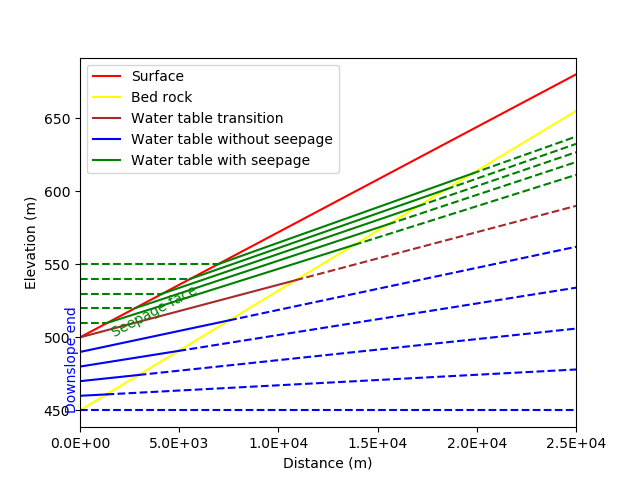 Surface
Bed rock
Water table transition
Water table without seepage
Water table with seepage
650
600
550
500
450
Elevation (m)
Seepage face
Downslope end
0.0E+00
5.0E+03
1.0E+04
1.5E+04
2.0E+04
2.5E+04
Distance (m)